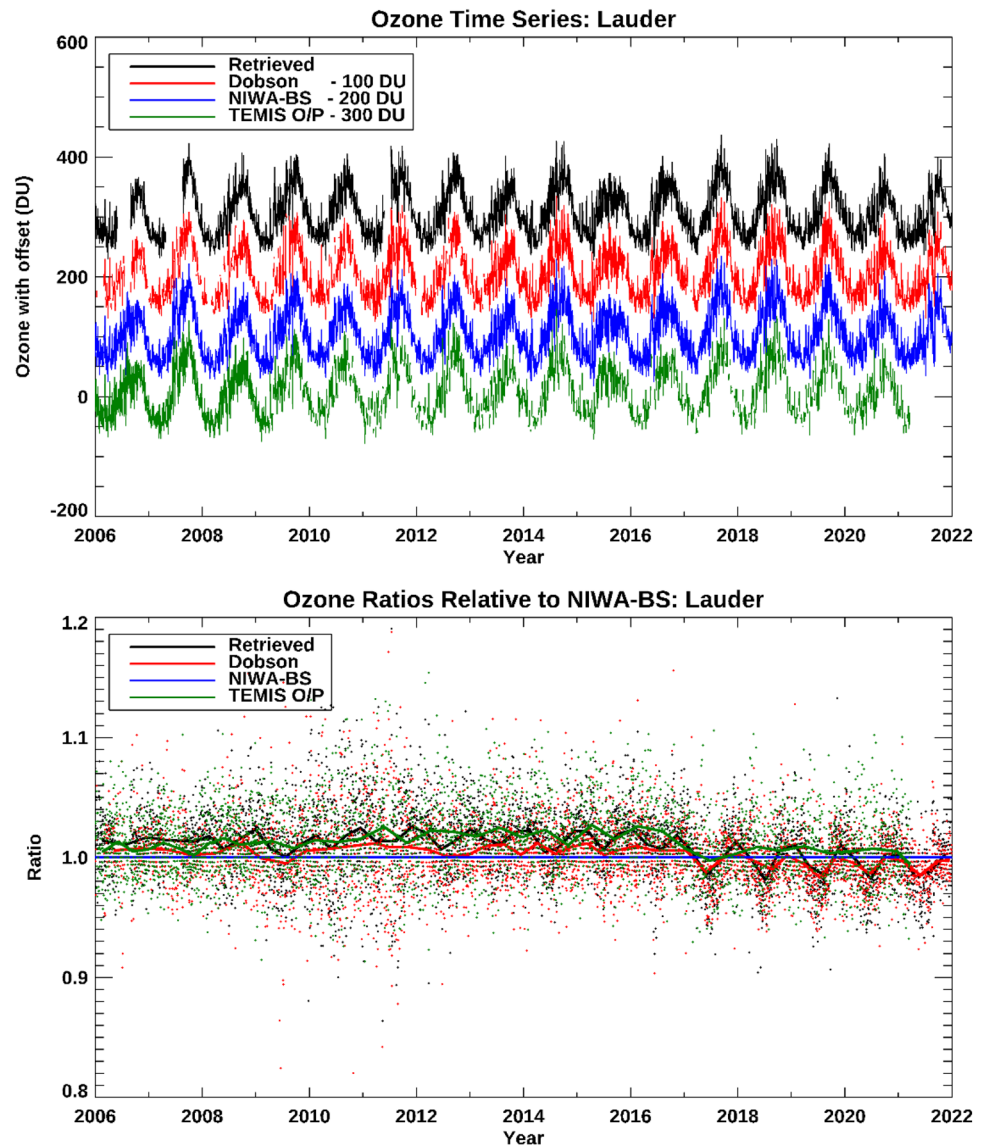 Ozone Time Series: Lauder
600
400
200
0
-200
Ozone with offset (DU)
Retrieved
Dobson - 100 DU
NIWA-BS - 200 DU
TEMIS O/P - 300 DU
2006 2008 2010 2012 2014 2016 2018 2020 2022
Year
Ozone Ratios Relative to NIWA-BS: Lauder
1.2
1.1
1.0
0.9
0.8
Ratio
Retrieved
Dobson
NIWA-BS
TEMIS O/P
2006 2008 2010 2012 2014 2016 2018 2020 2022
Year